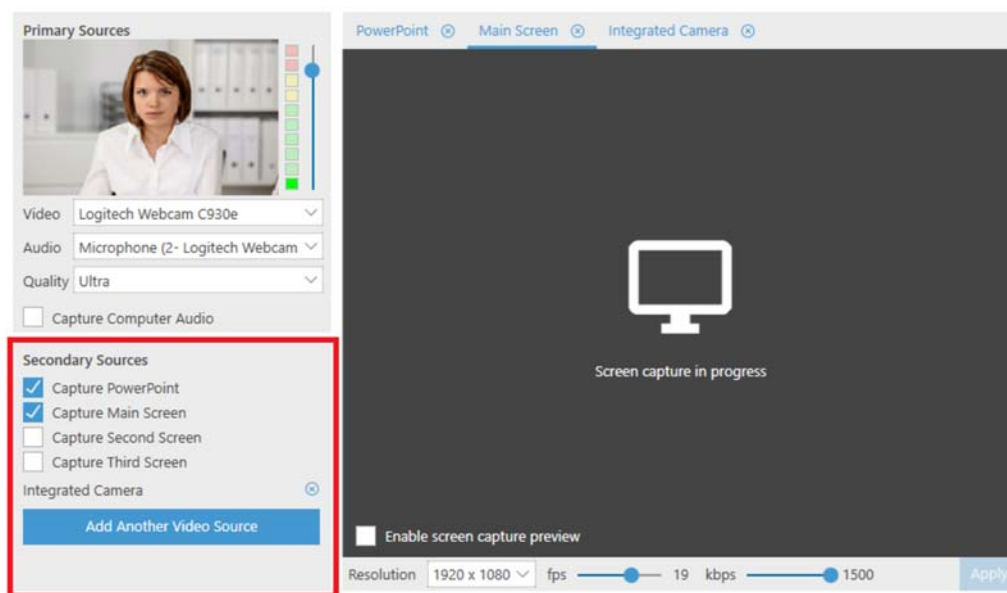 Primary Sources
Video Logitech Webcam C930e
Audio Microphone (2- Logitech Webcam
Quality Ultra
Capture Computer Audio
Secondary Sources
Capture PowerPoint
Capture Main Screen
Capture Second Screen
Capture Third Screen
Integrated Camera
Add Another Video Source
PowerPoint Main Screen Integrated Camera
Screen capture in progress
Enable screen capture preview
Resolution 1920 x 1080 fps 19 kbps 1500 Apply